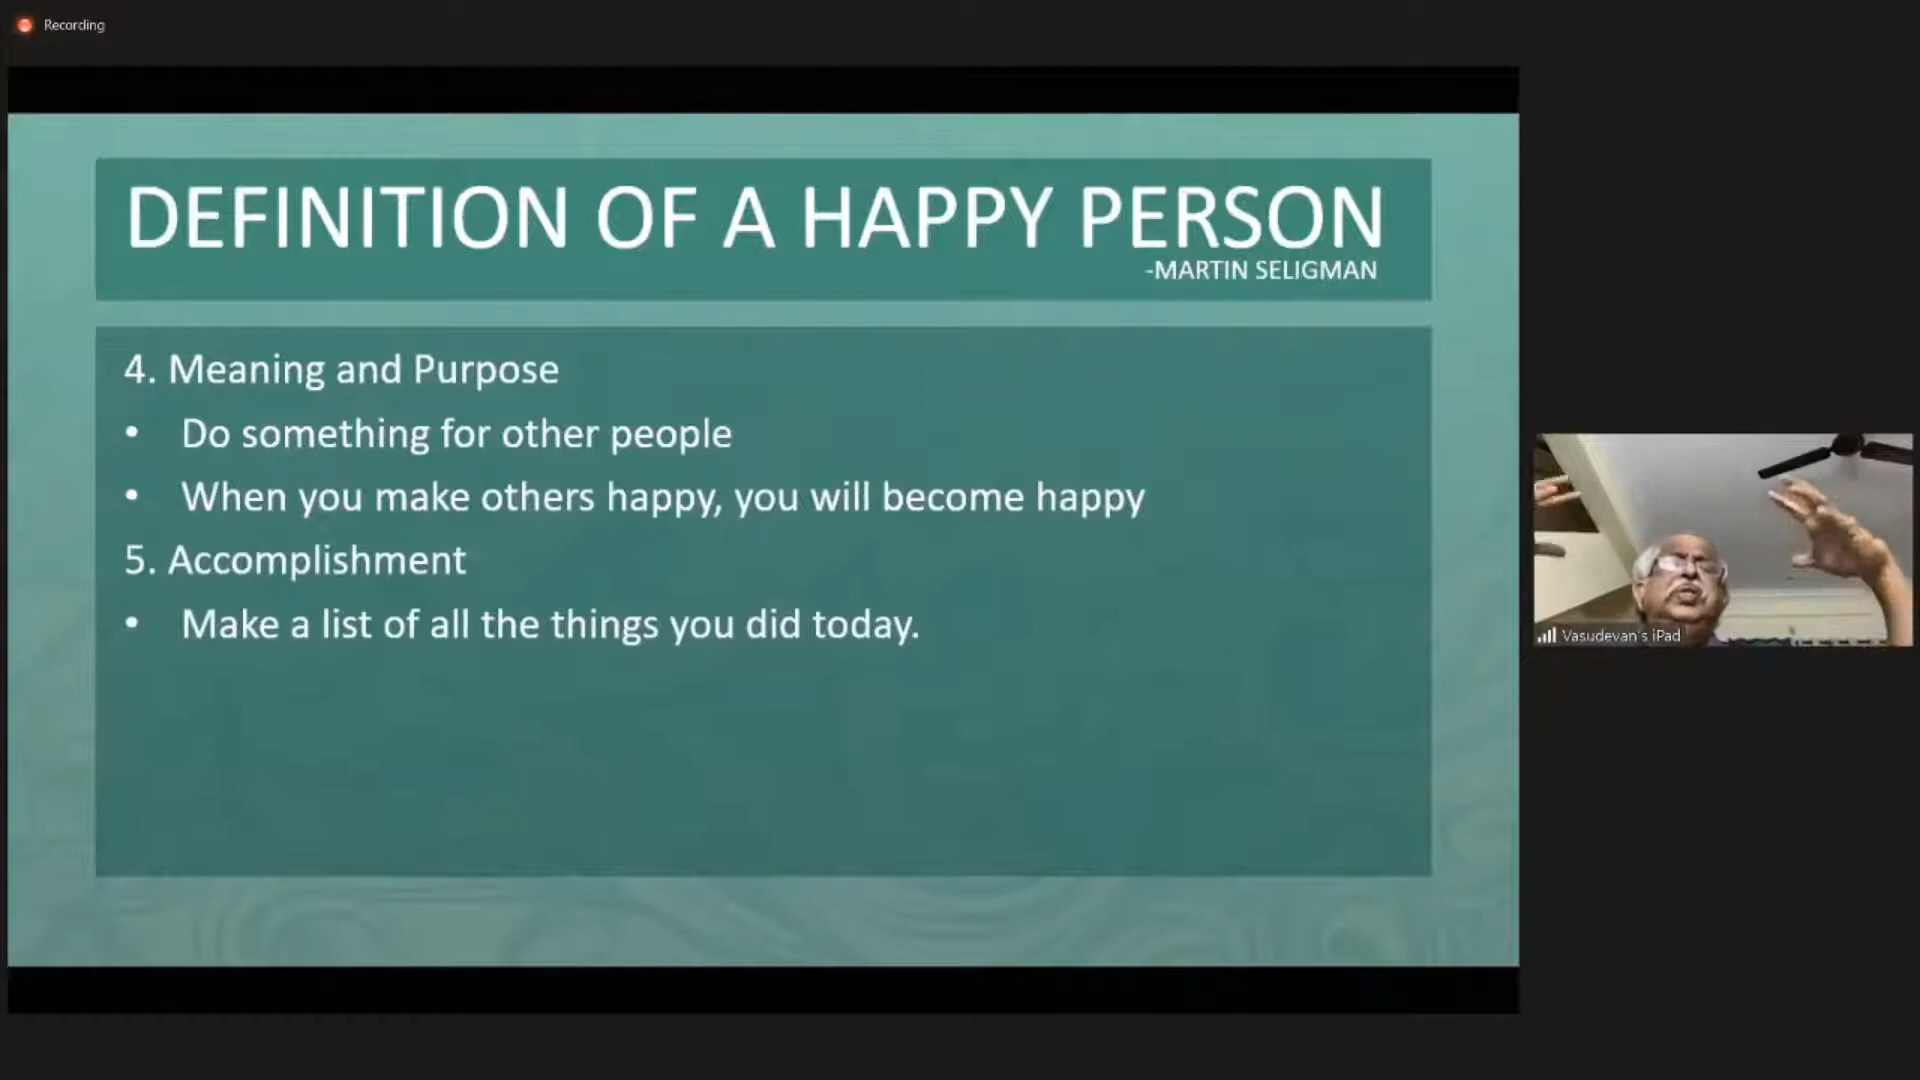 Recording
DEFINITION OF A HAPPY PERSON
-MARTIN SELIGMAN
4. Meaning and Purpose
• Do something for other people
• When you make others happy, you will become happy
5. Accomplishment
• Make a list of all the things you did today.
Vasudevan's iPad